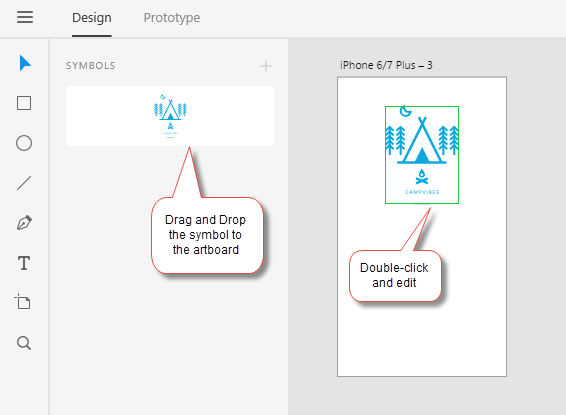 Design Prototype
SYMBOLS
iPhone 6/7 Plus – 3
CAMPVIBES
Drag and Drop
the symbol to
the artboard
CAMPVIBES
Double-click
and edit